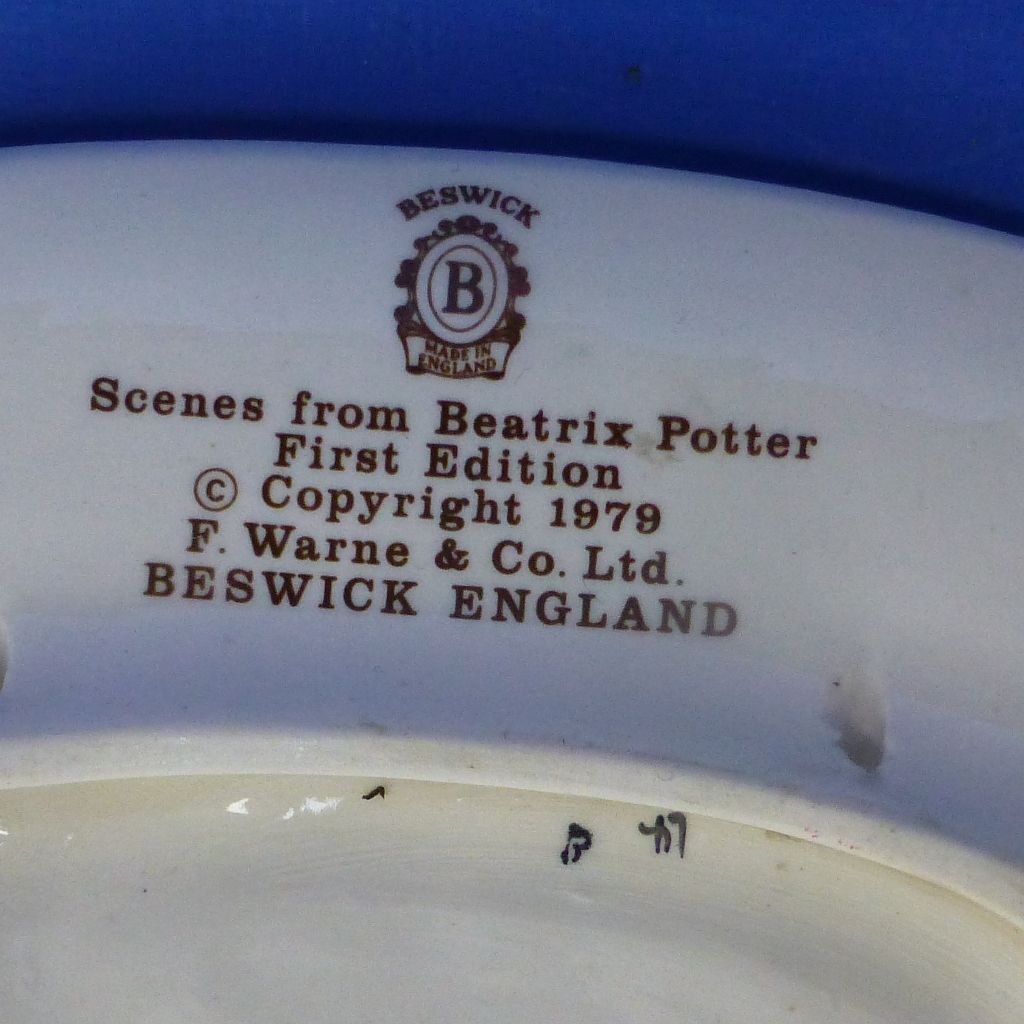 BESWICK
B
MADE IN
ENGLAND
Scenes from Beatrix Potter
First Edition
© Copyright 1979
F. Warne & Co. Ltd.
BESWICK ENGLAND